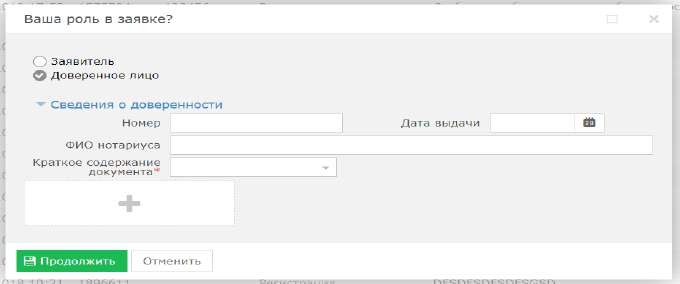 Ваша роль в заявке?
Заявитель
Доверенное лицо
Сведения о доверенности
Номер
Дата выдачи
ФИО нотариуса
Краткое содержание
документа*
Продолжить
Отменить